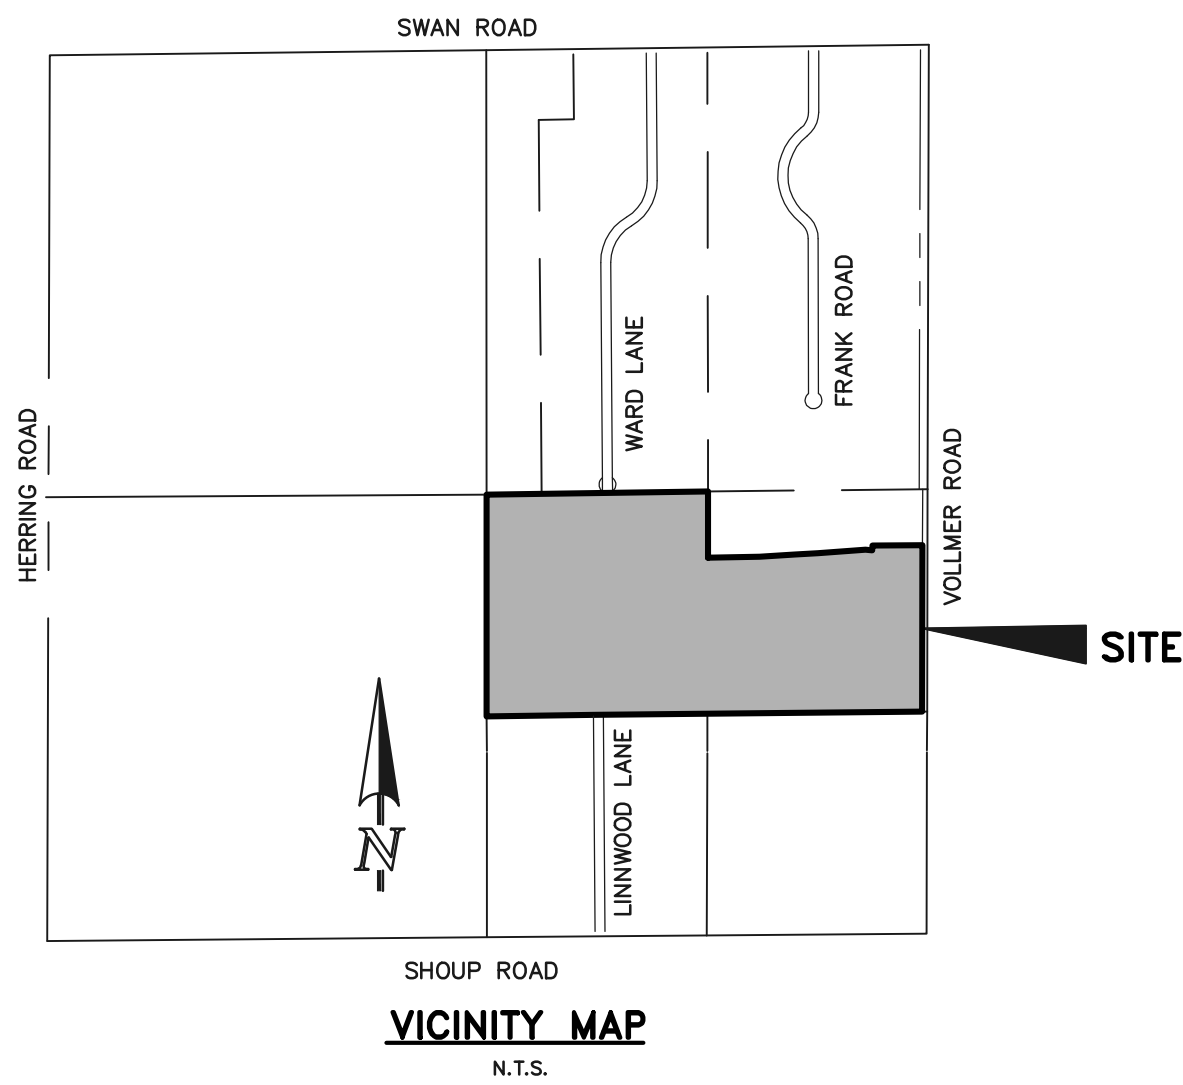 SWAN ROAD
WARD LANE
FRANK ROAD
HERRING ROAD
VOLLMER ROAD
SITE
LINNWOOD LANE
N
SHOUP ROAD
VICINITY MAP
N.T.S.